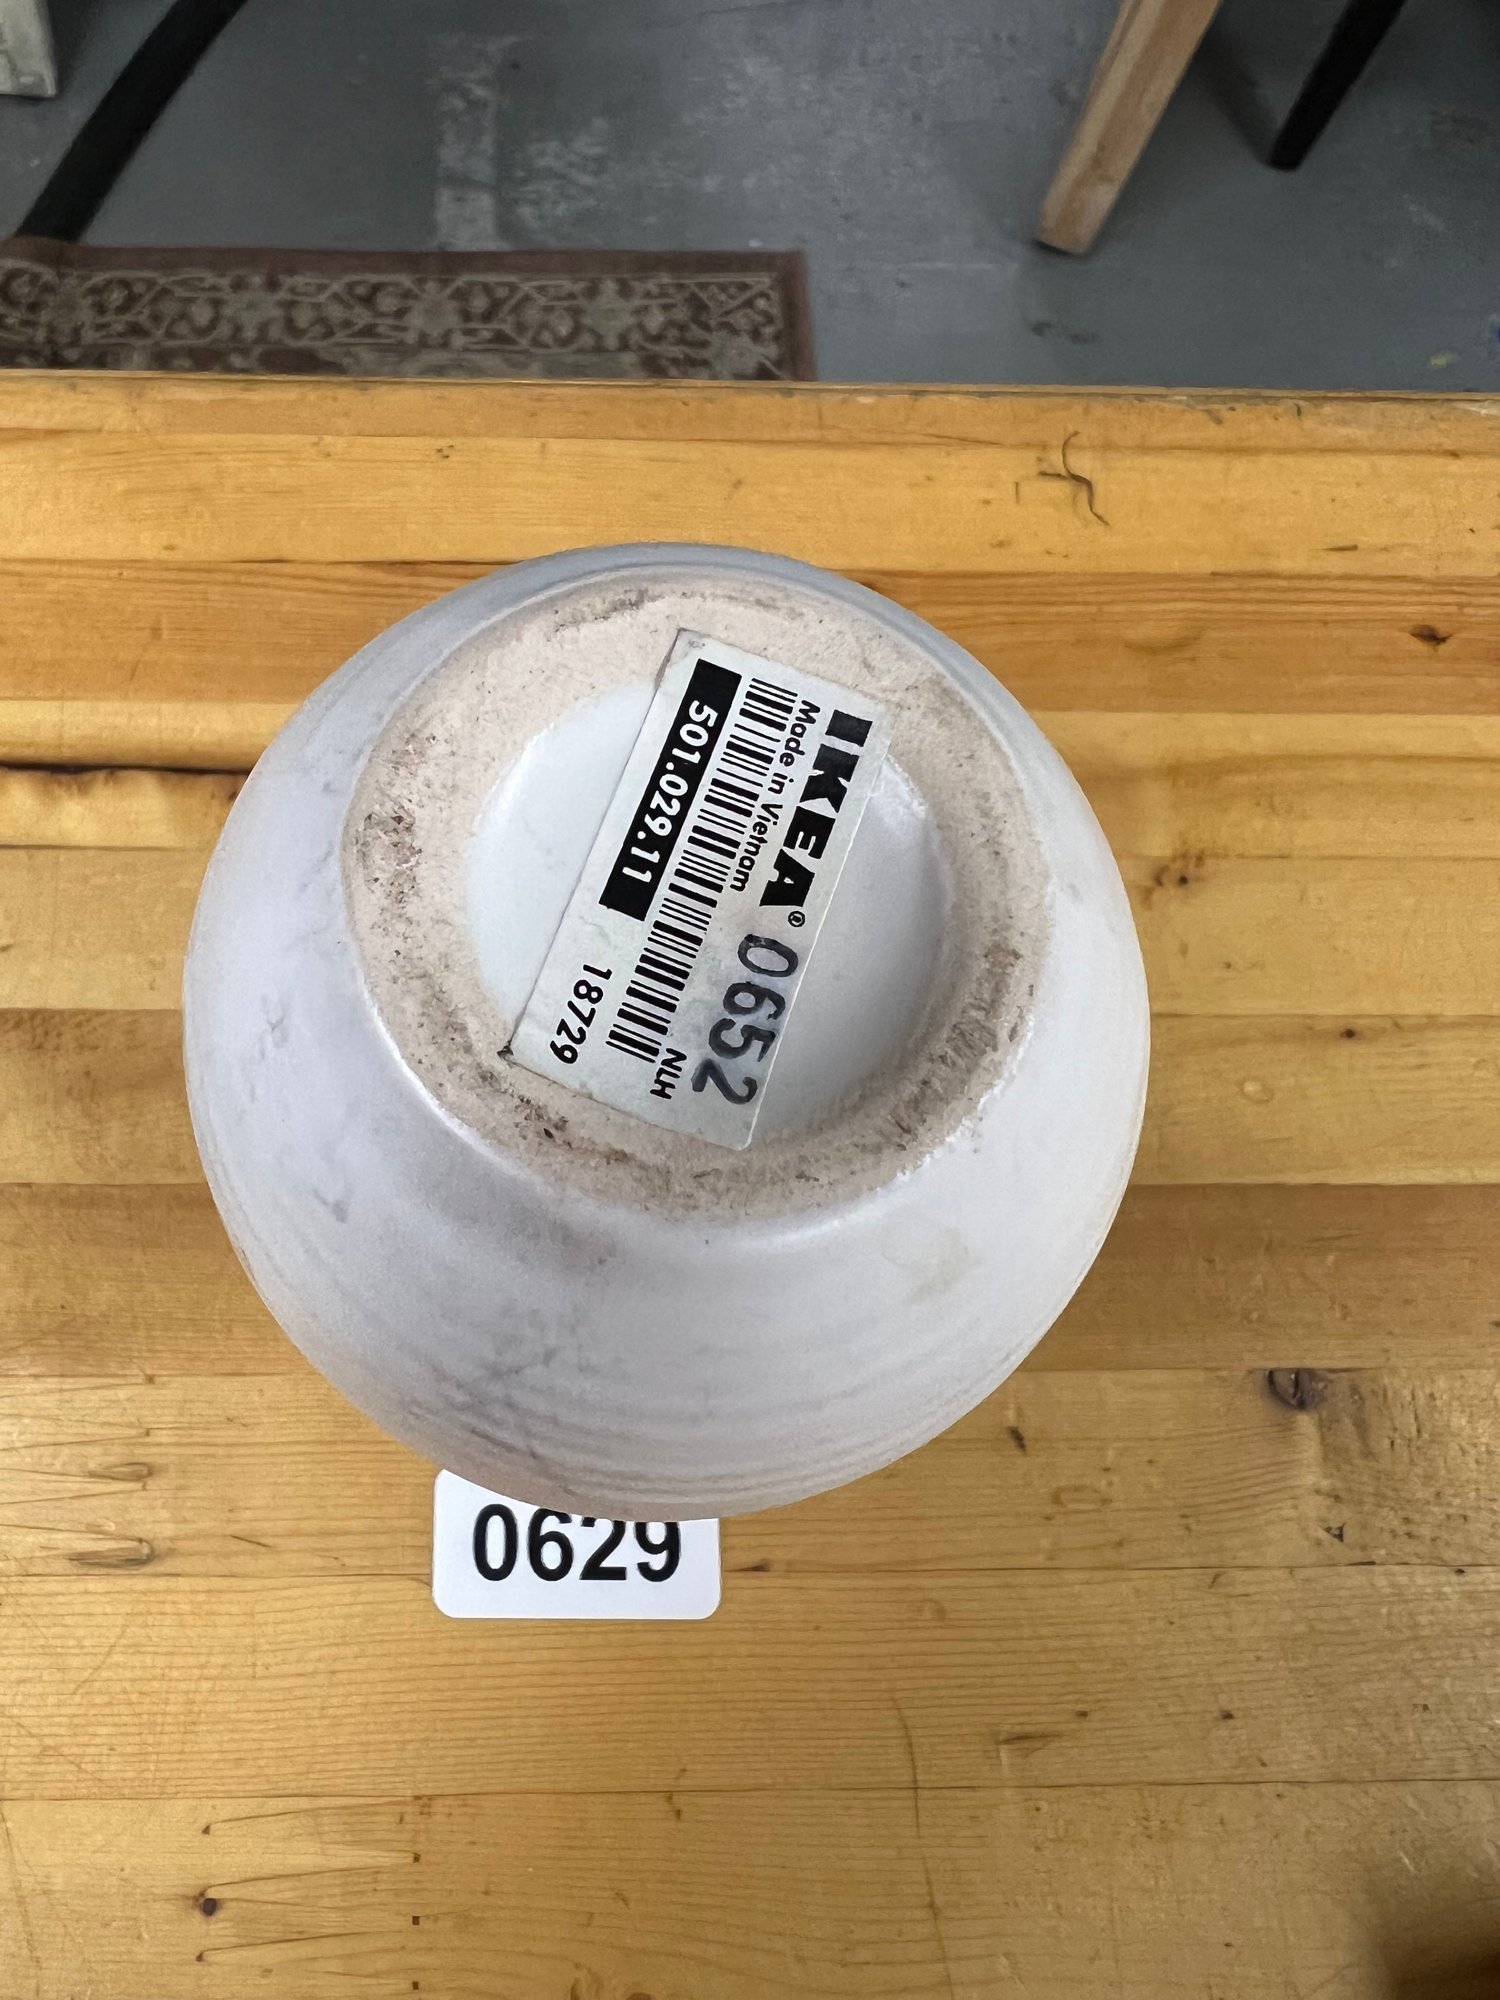 IKEA®
Made in Vietnam
0652
501.029.11
NLH
18729
0629